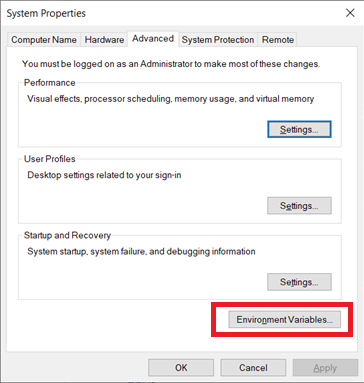 System Properties
Computer Name Hardware Advanced System Protection Remote
You must be logged on as an Administrator to make most of these changes.
Performance
Visual effects, processor scheduling, memory usage, and virtual memory
Settings...
User Profiles
Desktop settings related to your sign-in
Settings...
Startup and Recovery
System startup, system failure, and debugging information
Settings...
Environment Variables...
OK Cancel Apply